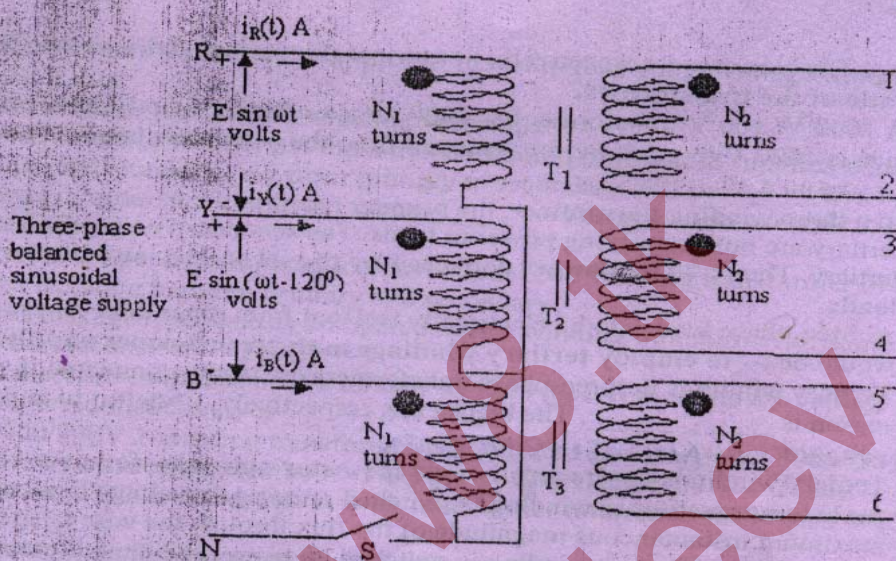 i_R(t) A
R
+
E sin ωt
volts
N₁
turns
T₁
N₂
turns
1
2
-
i_Y(t) A
Y
+
Three-phase
balanced
sinusoidal
voltage supply
E sin (ωt-120⁰)
volts
N₁
turns
T₂
N₂
turns
3
4
-
i_B(t) A
B
N₁
turns
T₃
N₂
turns
5
6
N
S